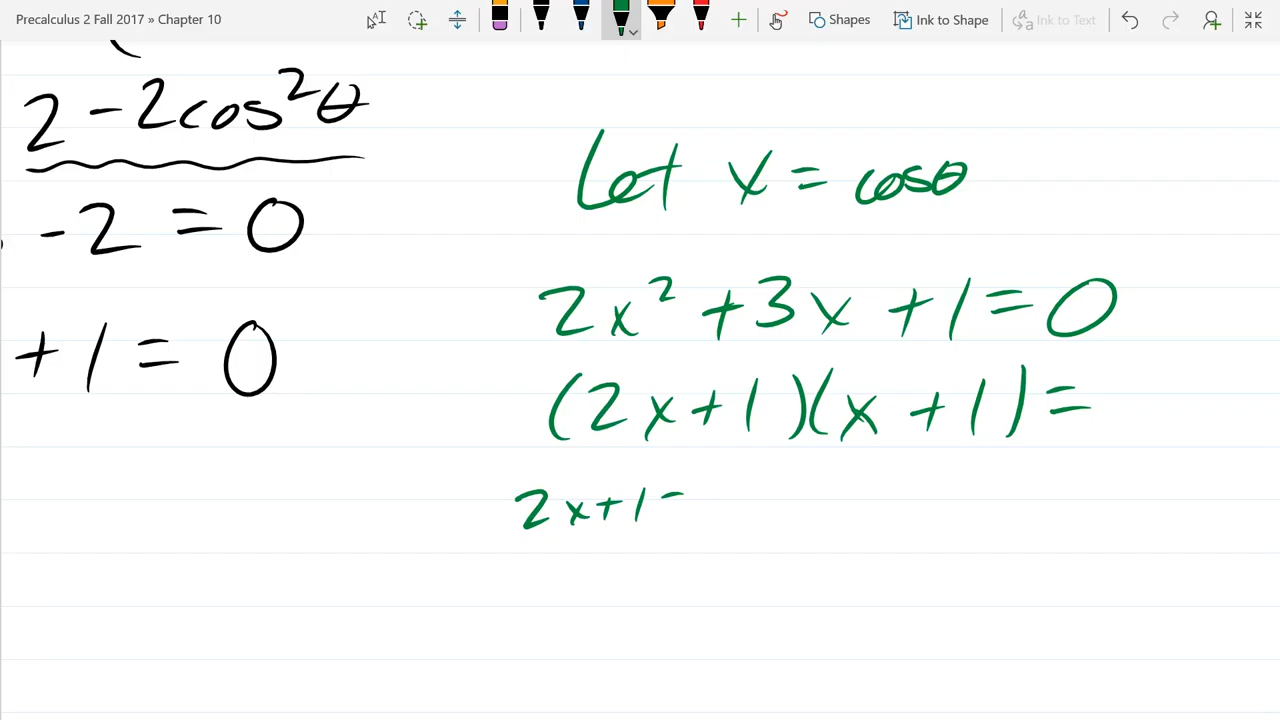 Precalculus 2 Fall 2017 » Chapter 10
Shapes
Ink to Shape
Ink to Text
2 - 2cos²θ
- 2 = 0
+ 1 = 0
Let x = cosθ
2x² + 3x + 1 = 0
(2x + 1)(x + 1) =
2x + 1 -